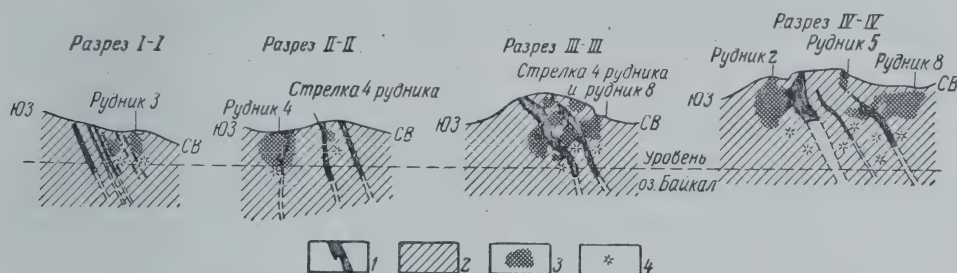 Разрез I-I
Разрез II-II
Разрез III-III
Разрез IV-IV
ЮЗ
Рудник 3
СВ
ЮЗ
Рудник 4
Стрелка 4 рудника
СВ
ЮЗ
Стрелка 4 рудника
и рудник 8
СВ
ЮЗ
Рудник 2
Рудник 5
Рудник 8
СВ
Уровень
оз. Байкал
1
2
3
4